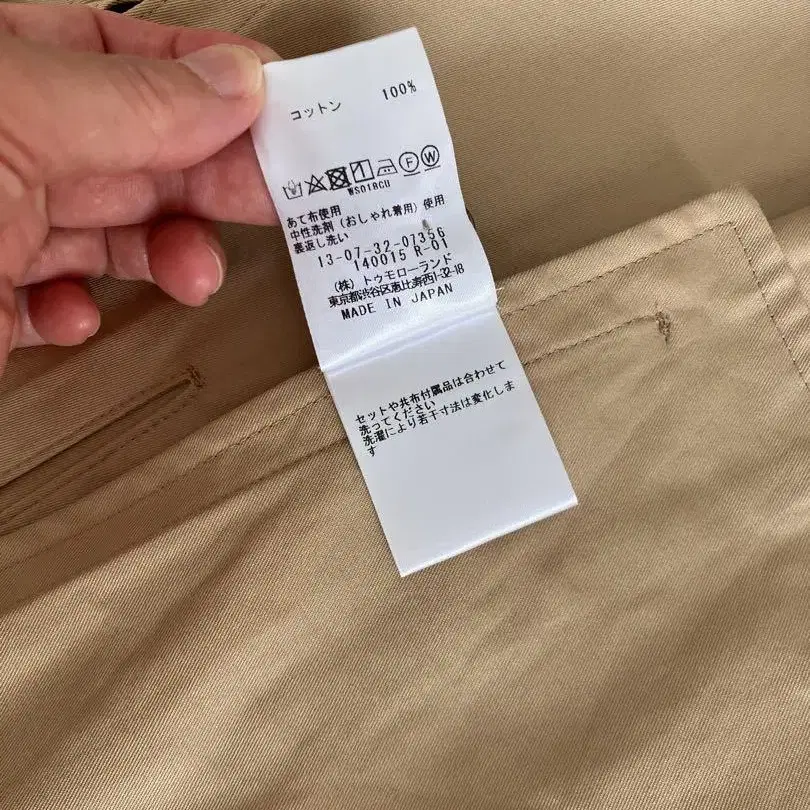 コットン 100%
F W
WS018CU
あて布使用
中性洗剤（おしゃれ着用）使用
裏返し洗い
13-07-32-07356
140015 R-01
（株）トゥモローランド
東京都渋谷区恵比寿西1-32-18
MADE IN JAPAN
セットや共布付属品は合わせて
洗ってください
洗濯により若干寸法は変化しま
す